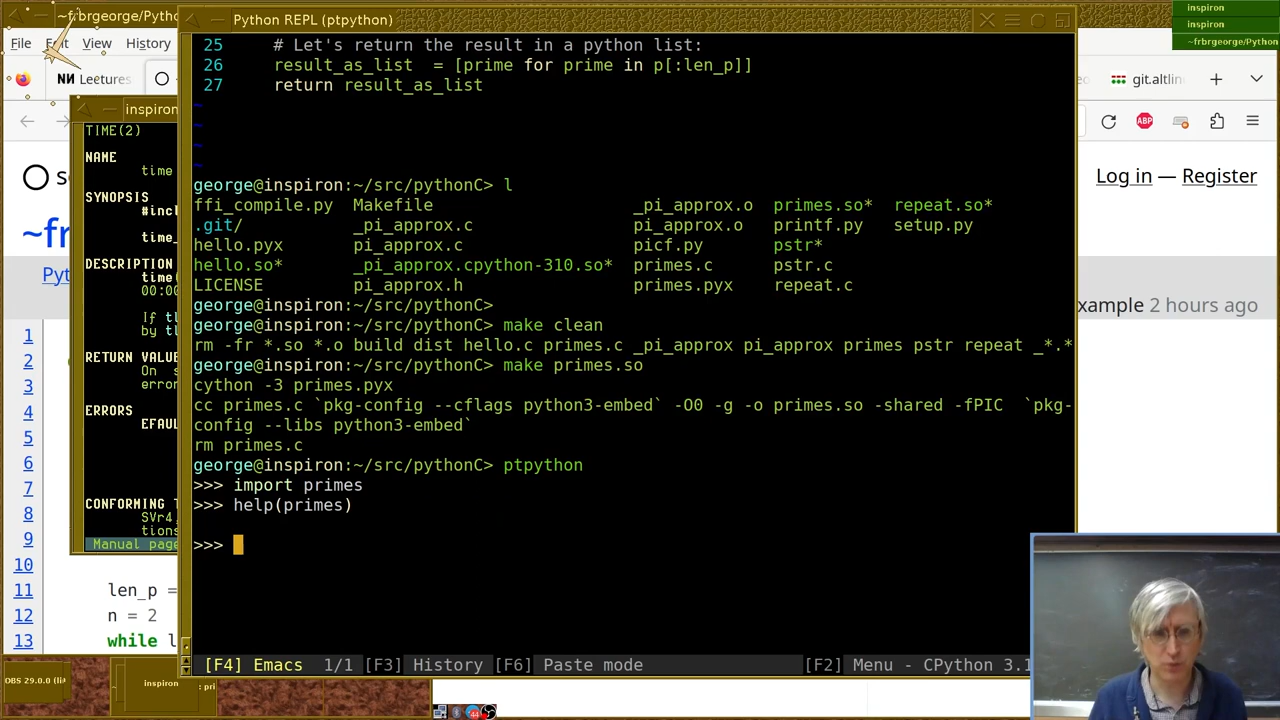 ~frbrgeorge/Pytho
Python REPL (ptpython)
inspiron
inspiron
~frbrgeorge/Python
File Edit View History
Lectures
git.altlin
inspiron
Log in — Register
~fr
Pyt
xample 2 hours ago
1
2
3
4
5
6
7
8
9
10
11 len_p =
12 n = 2
13 while l
TIME(2)
NAME
time
SYNOPSIS
#incl
time_
DESCRIPTION
time(
00:00
If th
by th
RETURN VALUE
On s
error
ERRORS
EFAUL
CONFORMING T
SVr4,
tions
Manual page
25 # Let's return the result in a python list:
26 result_as_list  = [prime for prime in p[:len_p]]
27 return result_as_list
~
~
~
~
george@inspiron:~/src/pythonC> l
ffi_compile.py Makefile _pi_approx.o primes.so* repeat.so*
.git/ _pi_approx.c pi_approx.o printf.py setup.py
hello.pyx pi_approx.c picf.py pstr*
hello.so* _pi_approx.cpython-310.so* primes.c pstr.c
LICENSE pi_approx.h primes.pyx repeat.c
george@inspiron:~/src/pythonC>
george@inspiron:~/src/pythonC> make clean
rm -fr *.so *.o build dist hello.c primes.c _pi_approx pi_approx primes pstr repeat _*.*
george@inspiron:~/src/pythonC> make primes.so
cython -3 primes.pyx
cc primes.c `pkg-config --cflags python3-embed` -O0 -g -o primes.so -shared -fPIC  `pkg-
config --libs python3-embed`
rm primes.c
george@inspiron:~/src/pythonC> ptpython
>>> import primes
>>> help(primes)
>>>
[F4] Emacs 1/1 [F3] History [F6] Paste mode [F2] Menu - CPython 3.1
OBS 29.0.0 (li
inspiron : pri